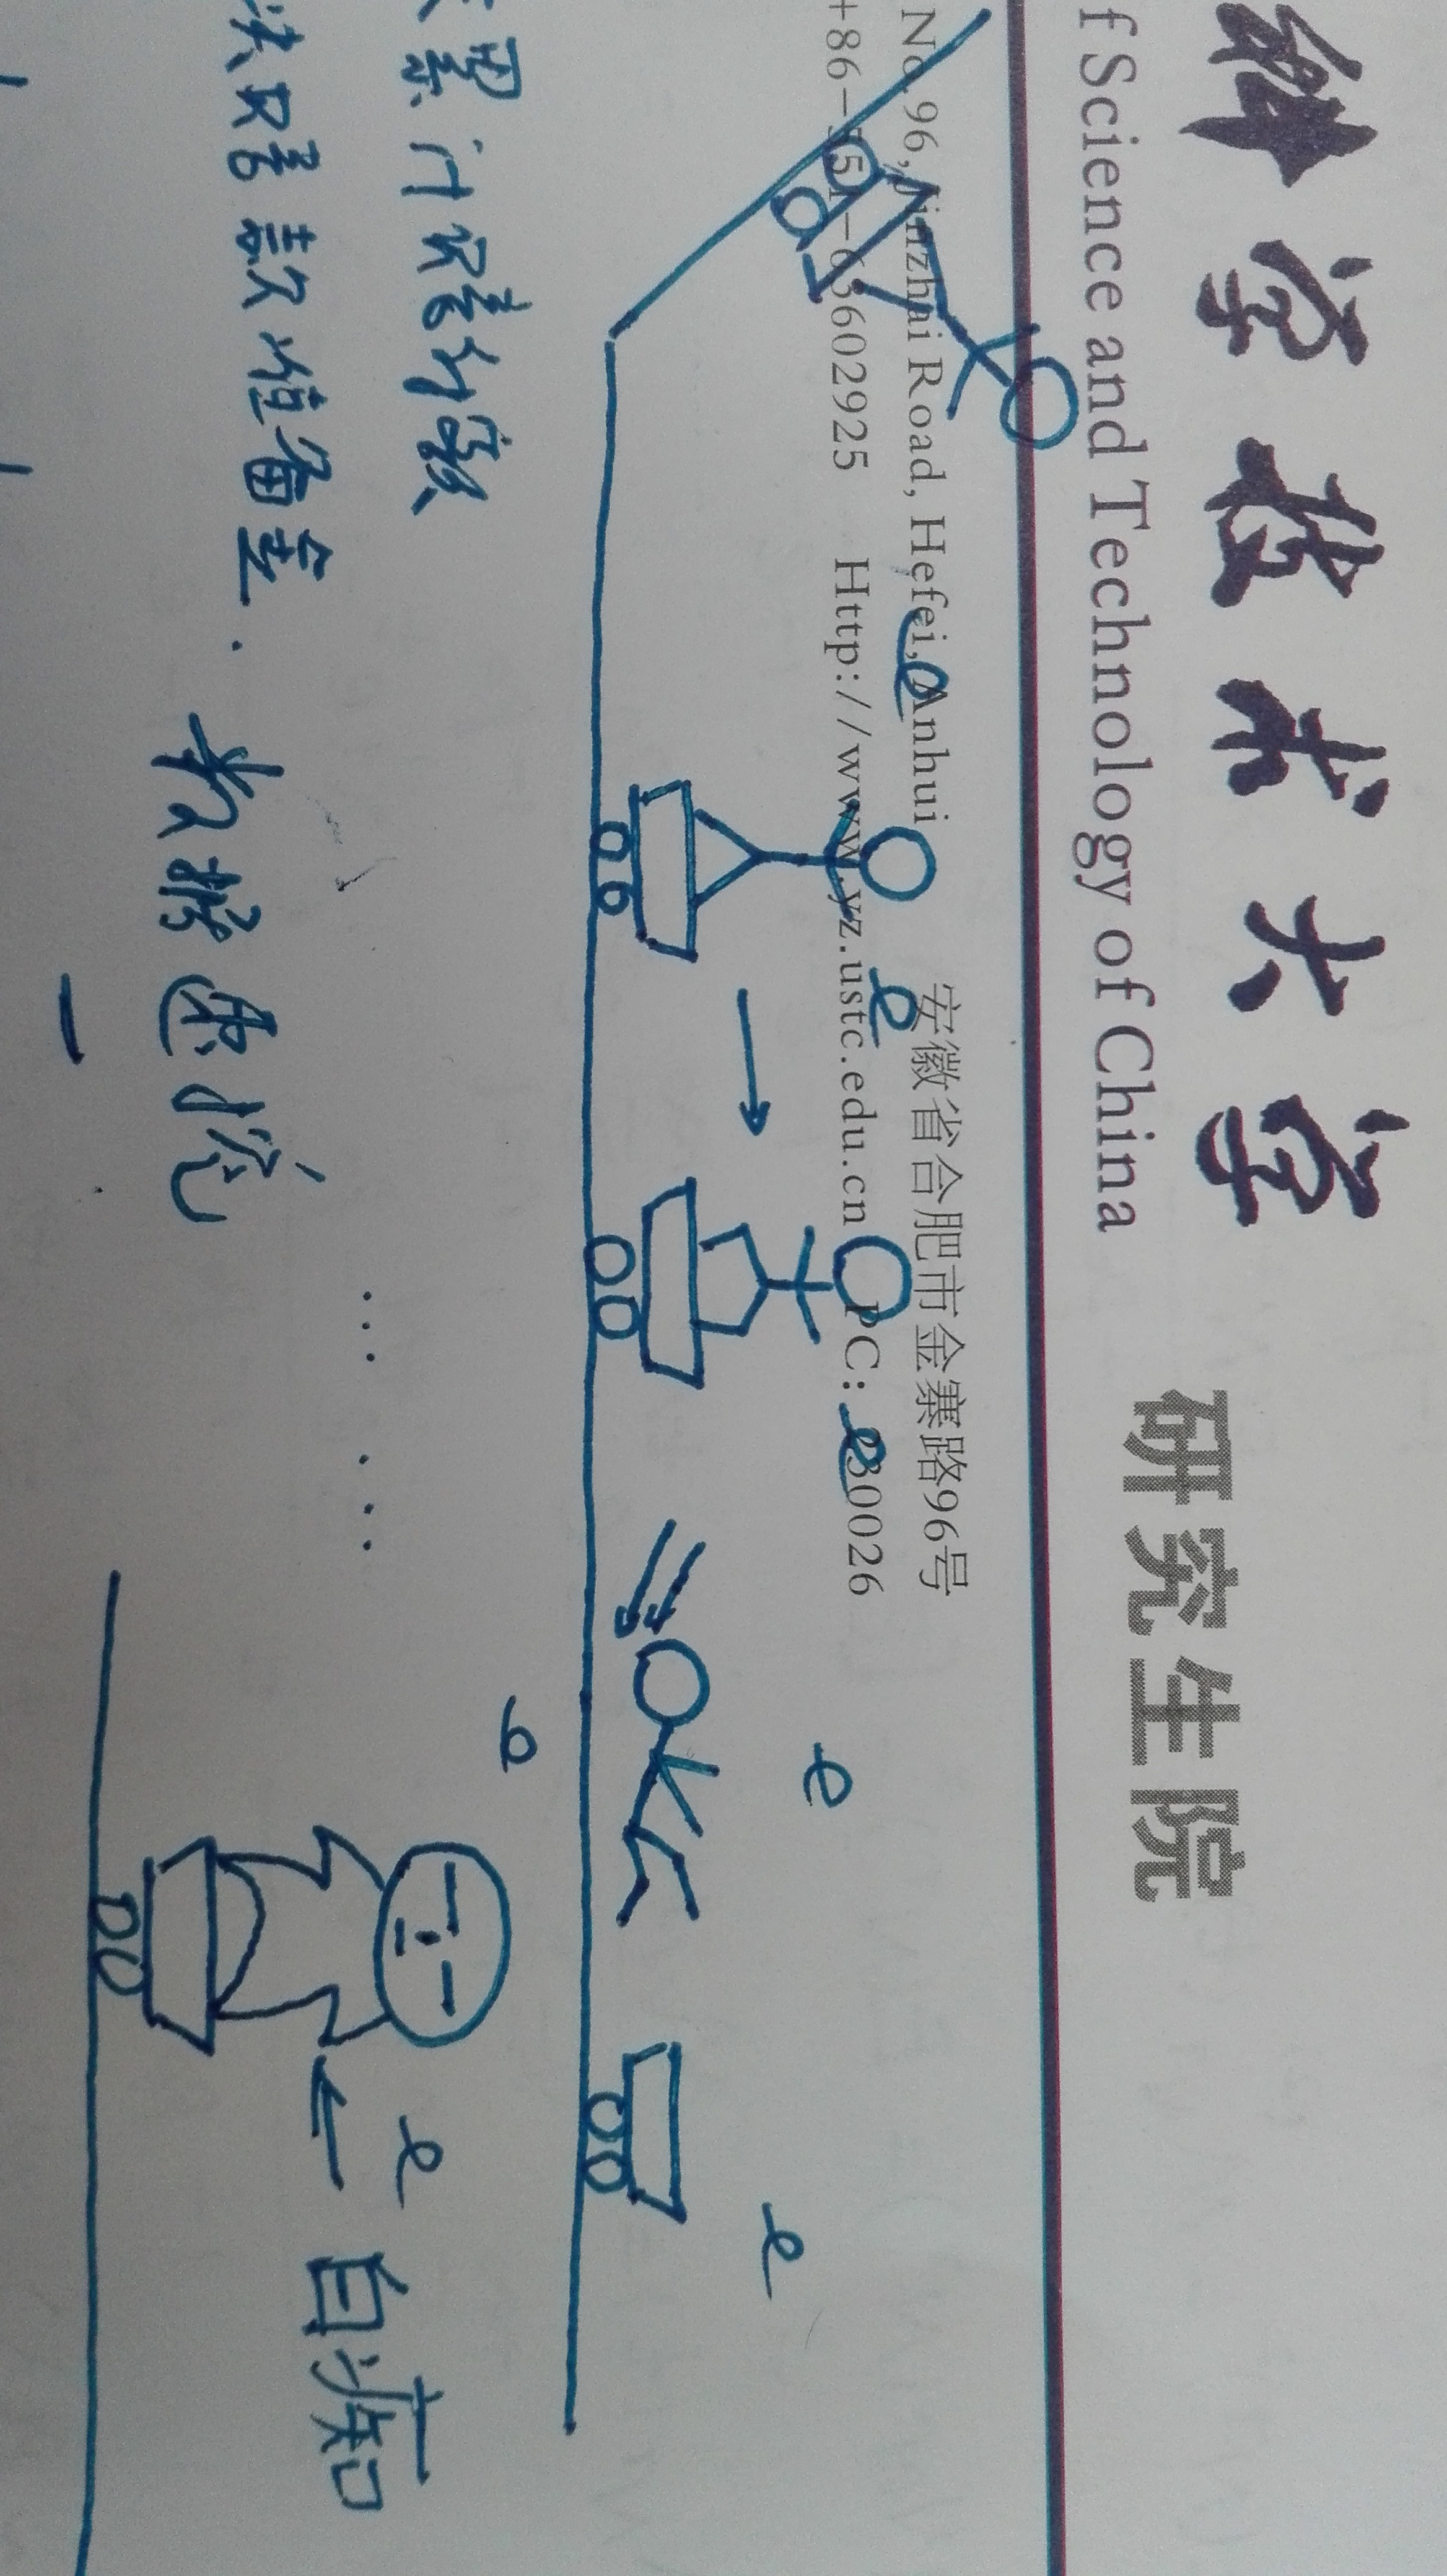 科学技术大学
研究生院
f Science and Technology of China
No.96, Jinzhai Road, Hefei, Anhui 安徽省合肥市金寨路96号
+86-551-63602925 Http://www.yz.ustc.edu.cn PC: 230026
e e e e e
累计赔付额
e e 白痴
... ...
决赔款准备金.
数据还挖